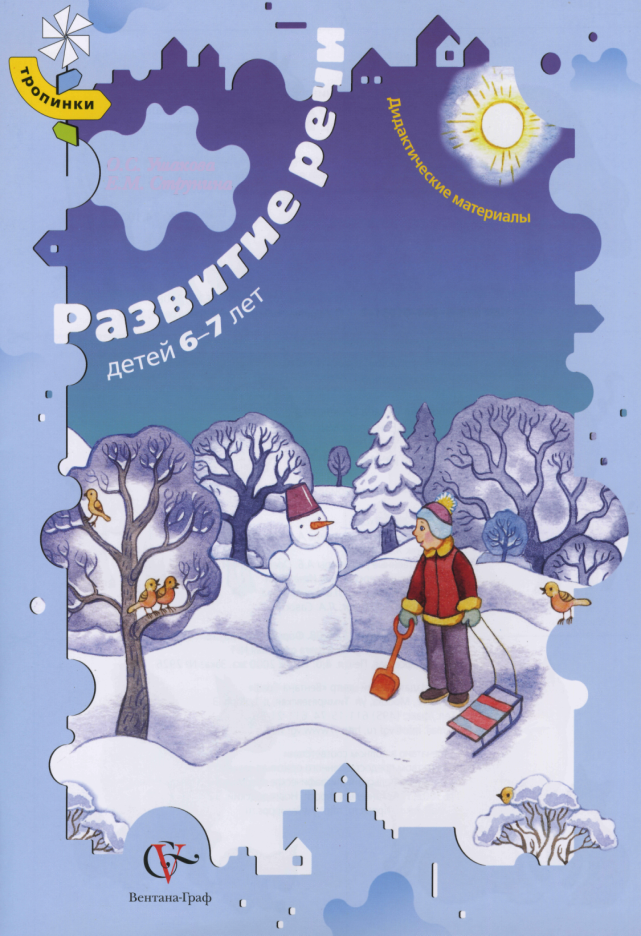 тропинки
Развитие речи
детей 6–7 лет
Дидактические материалы
Вентана-Граф